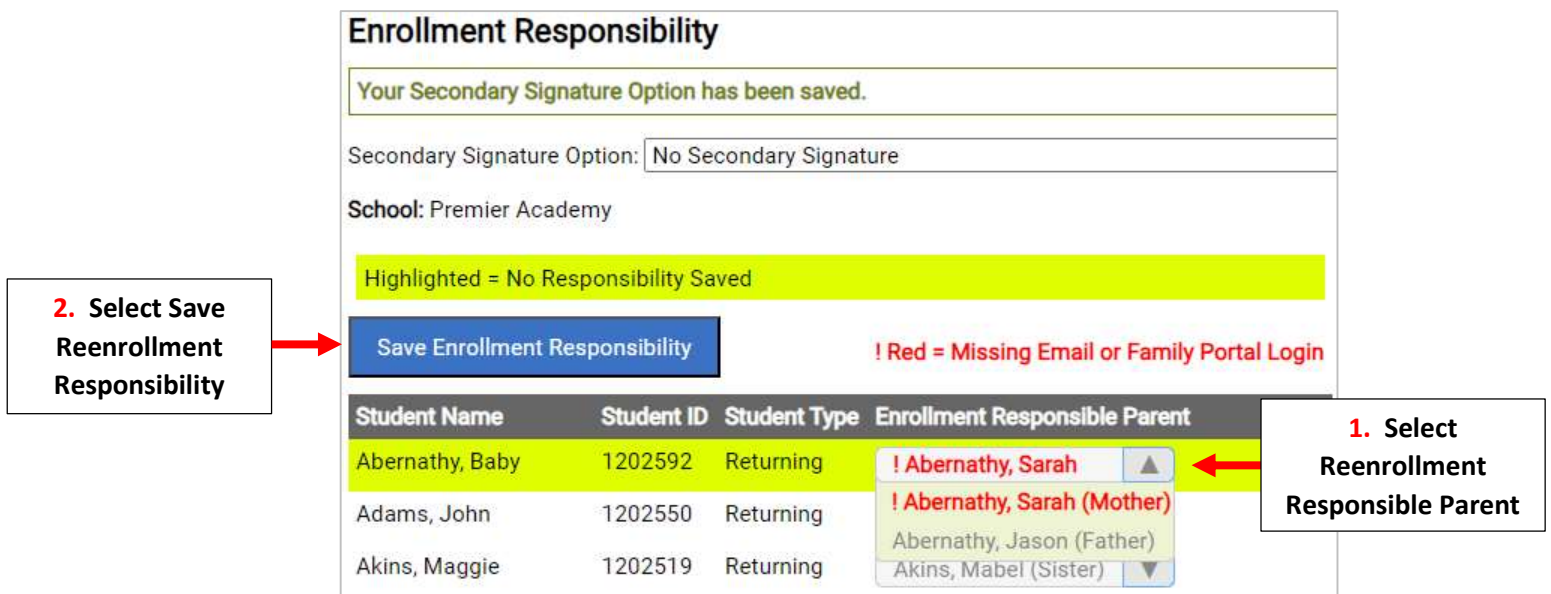 Enrollment Responsibility
Your Secondary Signature Option has been saved.
Secondary Signature Option: No Secondary Signature
School: Premier Academy
Highlighted = No Responsibility Saved
2. Select Save
Reenrollment
Responsibility
Save Enrollment Responsibility
! Red = Missing Email or Family Portal Login
Student Name Student ID Student Type Enrollment Responsible Parent
1. Select
Reenrollment
Responsible Parent
Abernathy, Baby 1202592 Returning ! Abernathy, Sarah ▲
! Abernathy, Sarah (Mother)
Adams, John 1202550 Returning
Abernathy, Jason (Father)
Akins, Maggie 1202519 Returning Akins, Mabel (Sister) ▼